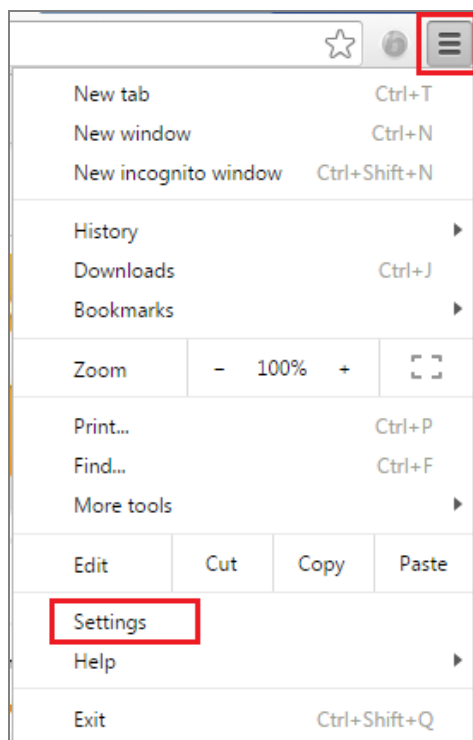 New tab Ctrl+T
New window Ctrl+N
New incognito window Ctrl+Shift+N
History
Downloads Ctrl+J
Bookmarks
Zoom - 100% +
Print... Ctrl+P
Find... Ctrl+F
More tools
Edit Cut Copy Paste
Settings
Help
Exit Ctrl+Shift+Q